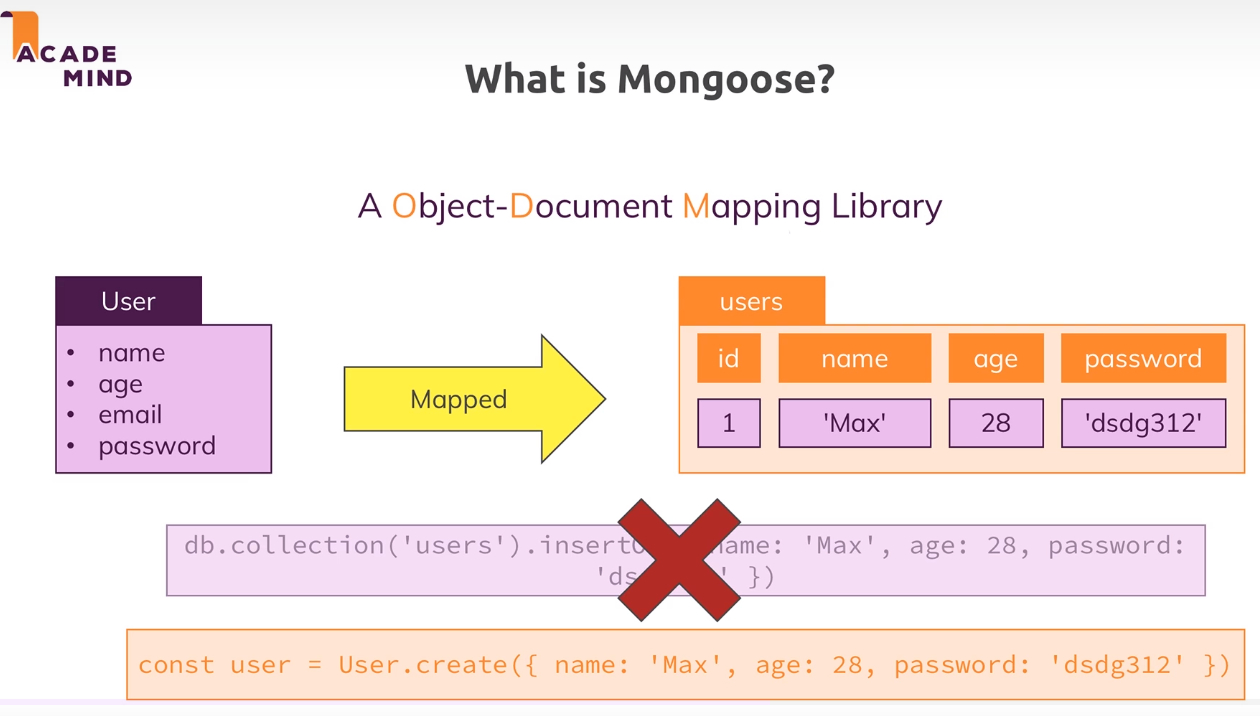 ACADE
MIND
What is Mongoose?
A Object-Document Mapping Library
User
• name
• age
• email
• password
Mapped
users
id name age password
1 'Max' 28 'dsdg312'
db.collection('users').insertO name: 'Max', age: 28, password:
'ds ' })
const user = User.create({ name: 'Max', age: 28, password: 'dsdg312' })